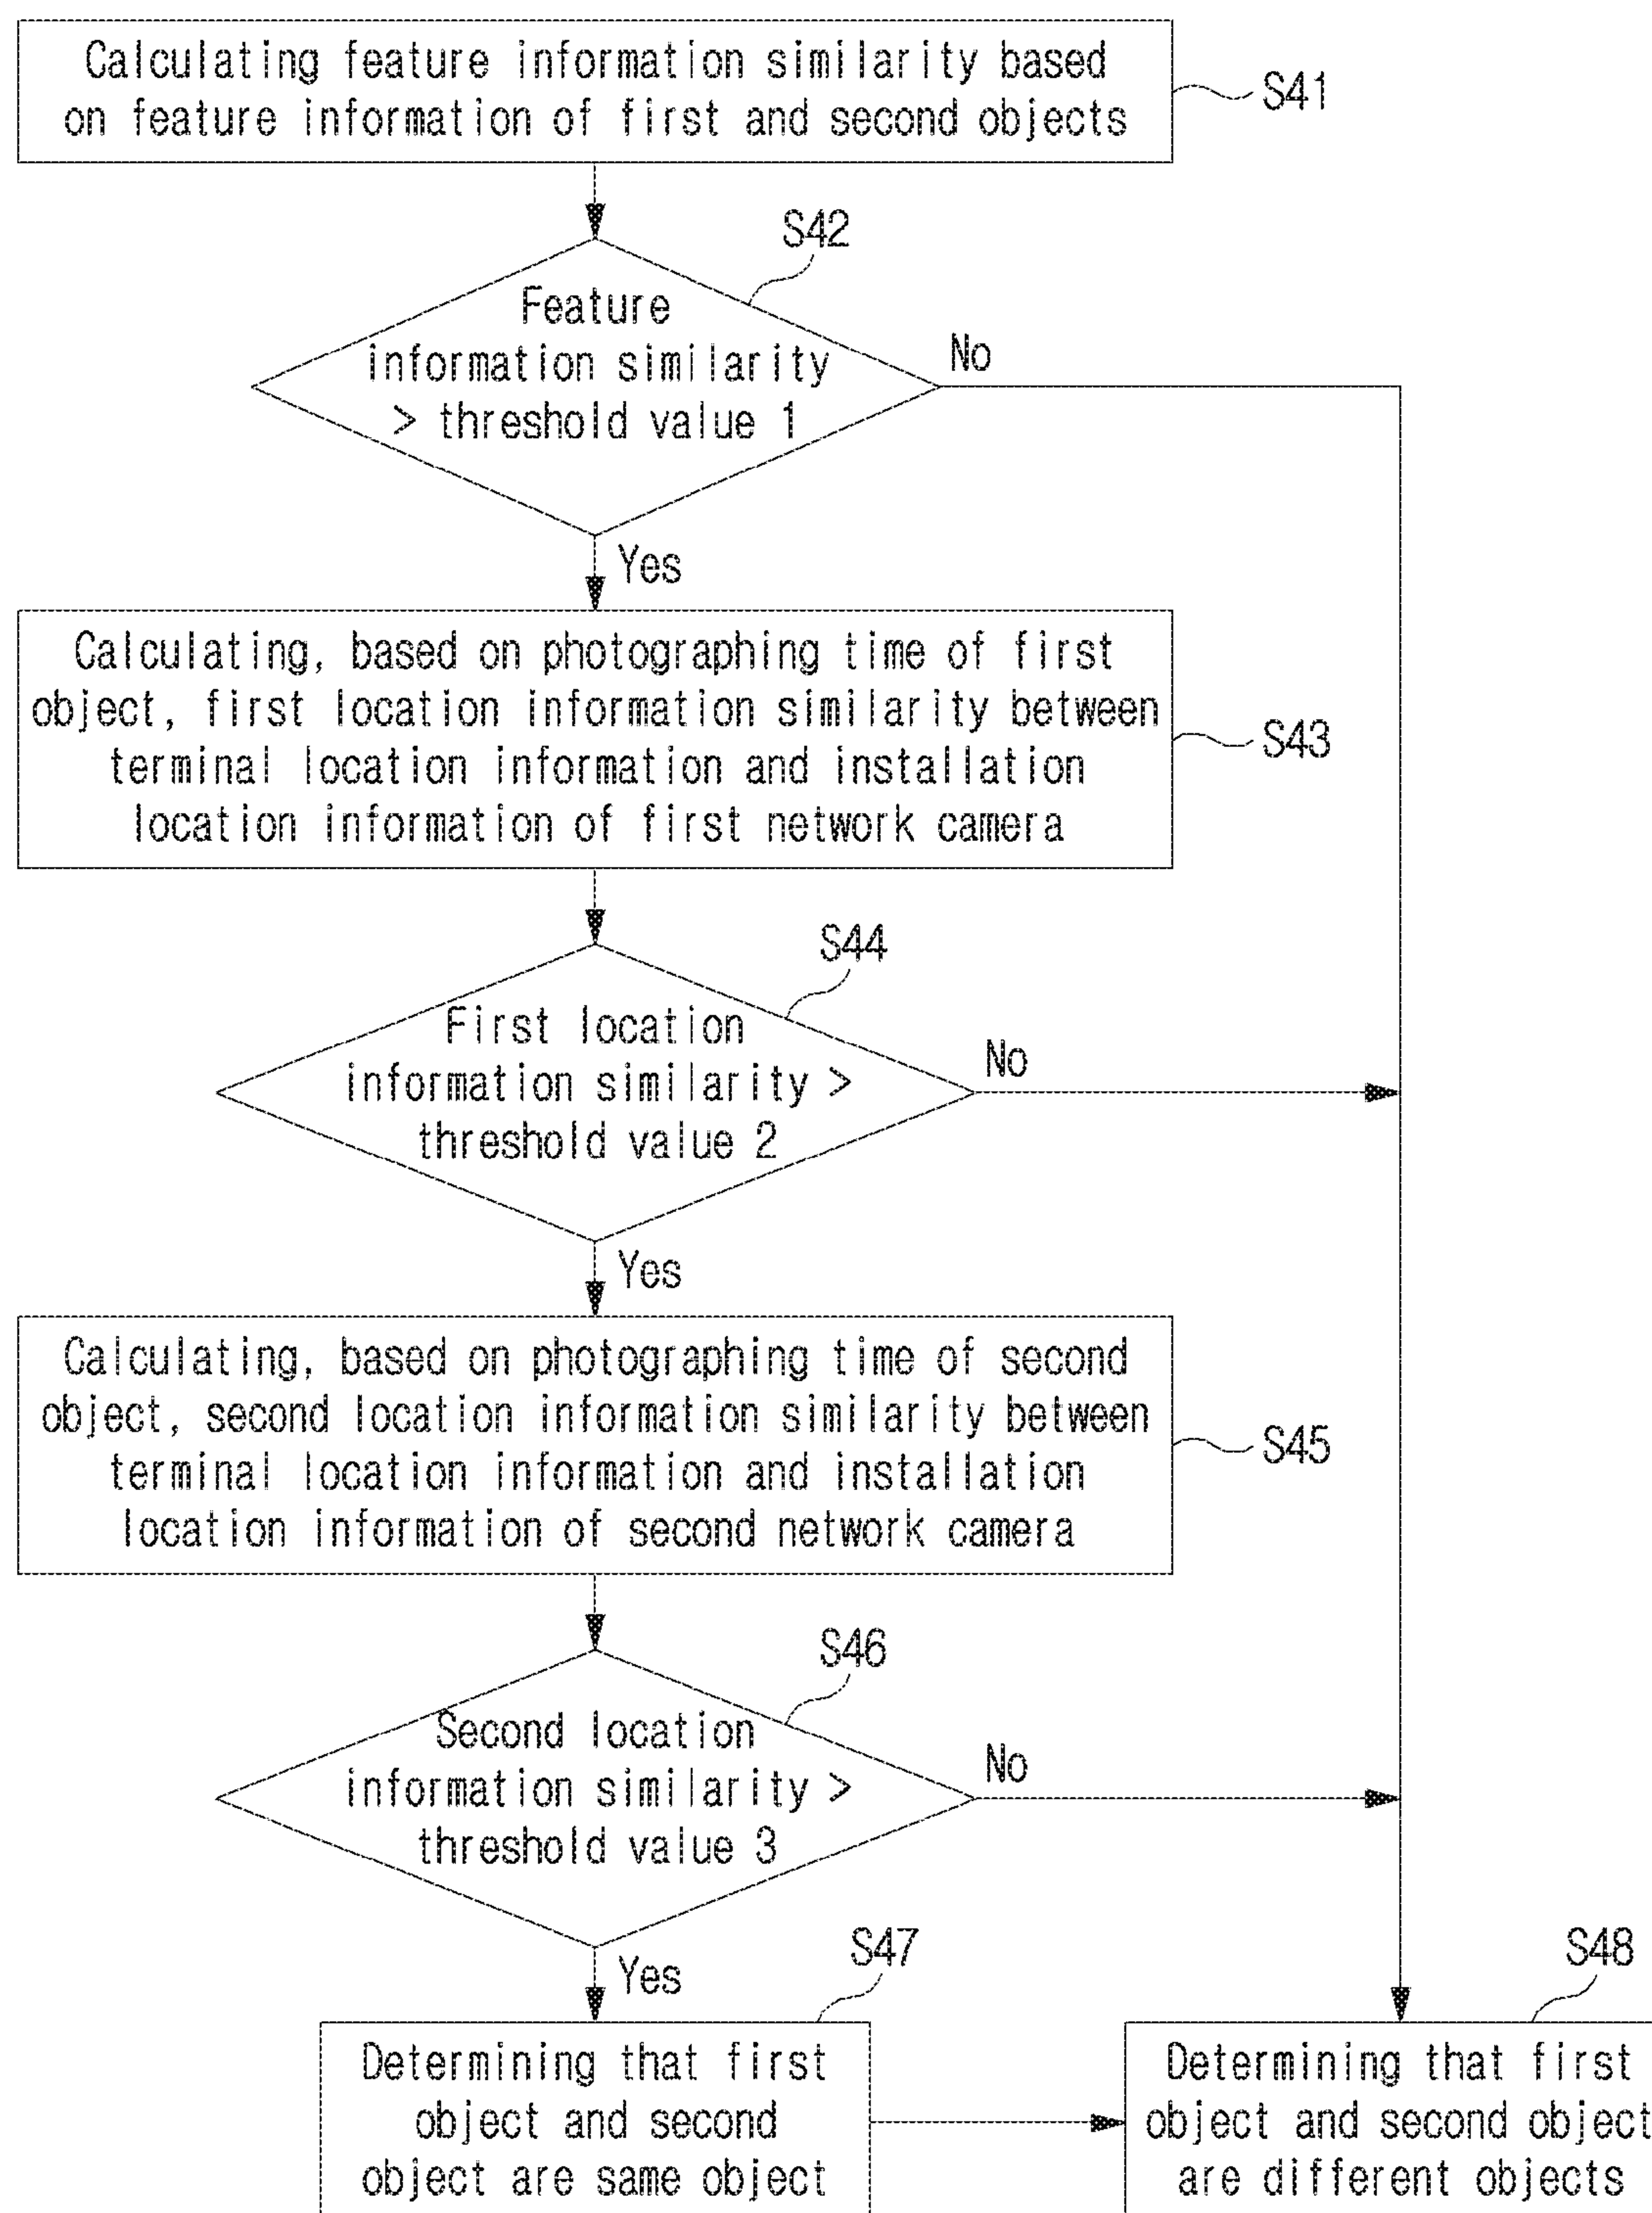 Calculating feature information similarity based
on feature information of first and second objects
S41
S42
Feature
information similarity
> threshold value 1
No
Yes
Calculating, based on photographing time of first
object, first location information similarity between
terminal location information and installation
location information of first network camera
S43
S44
First location
information similarity >
threshold value 2
No
Yes
Calculating, based on photographing time of second
object, second location information similarity between
terminal location information and installation
location information of second network camera
S45
S46
Second location
information similarity >
threshold value 3
No
Yes
S47
Determining that first
object and second
object are same object
S48
Determining that first
object and second object
are different objects